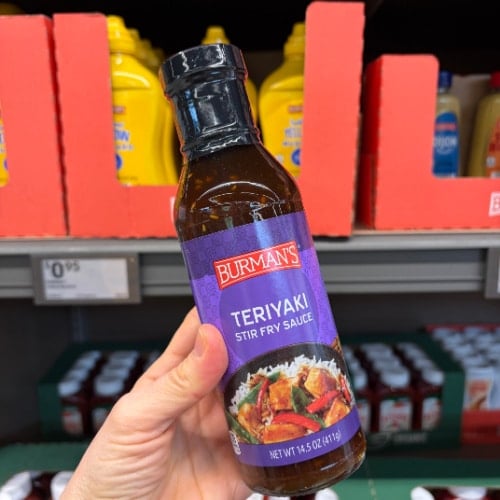 BURMAN'S
TERIYAKI
STIR FRY SAUCE
NET WT 14.5 OZ (411g)
$0.95